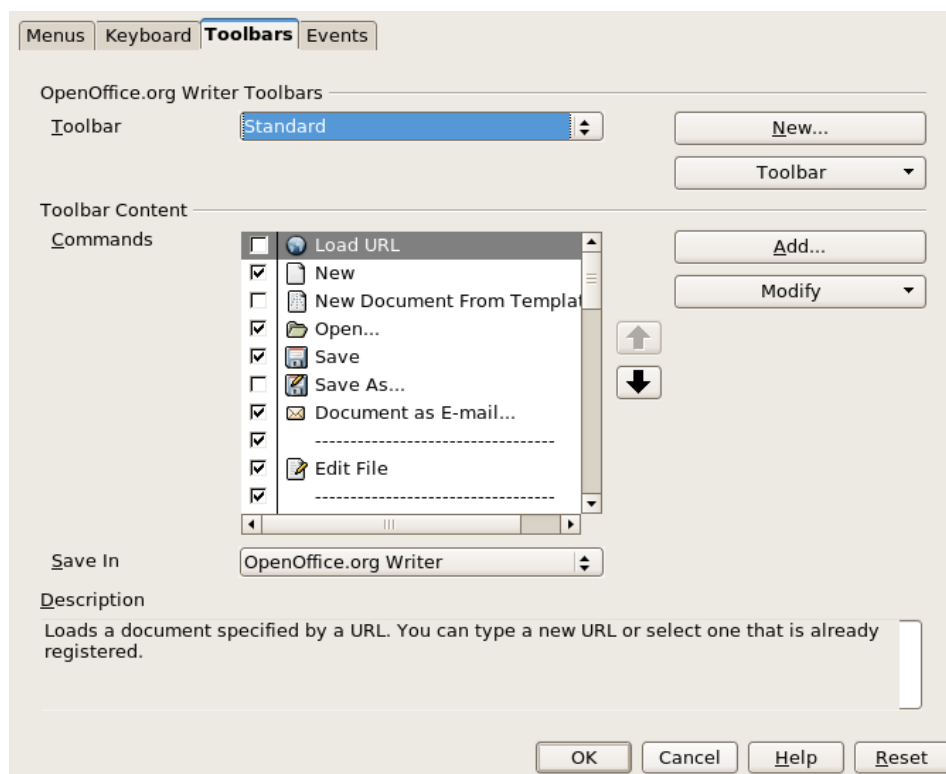 Menus Keyboard Toolbars Events
OpenOffice.org Writer Toolbars
Toolbar Standard New...
Toolbar
Toolbar Content
Commands Load URL Add...
New
Modify
New Document From Templat
Open...
Save
Save As...
Document as E-mail...
----------------------------------
Edit File
----------------------------------
Save In OpenOffice.org Writer
Description
Loads a document specified by a URL. You can type a new URL or select one that is already
registered.
OK Cancel Help Reset